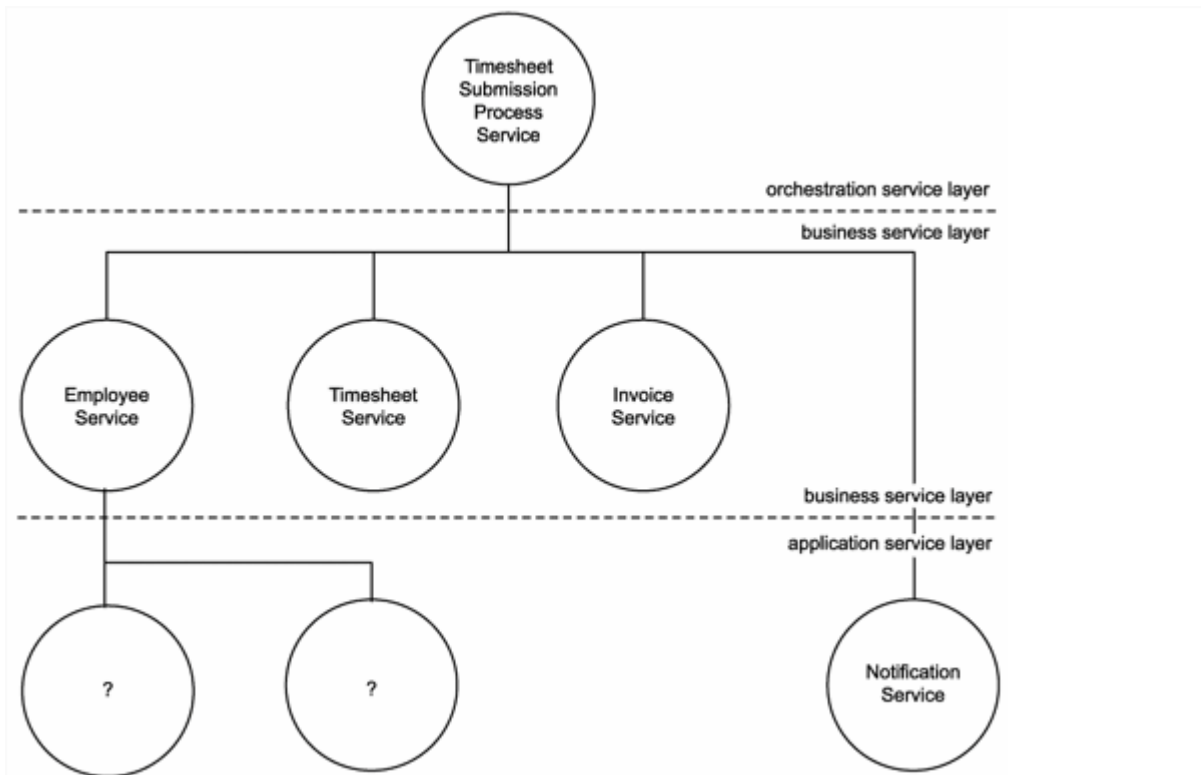 Timesheet
Submission
Process
Service
orchestration service layer
business service layer
Employee
Service
Timesheet
Service
Invoice
Service
business service layer
application service layer
?
?
Notification
Service